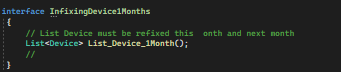 interface InfixingDevice1Months
{
// List Device must be refixed this  onth and next month
List<Device> List_Device_1Month();
//
}